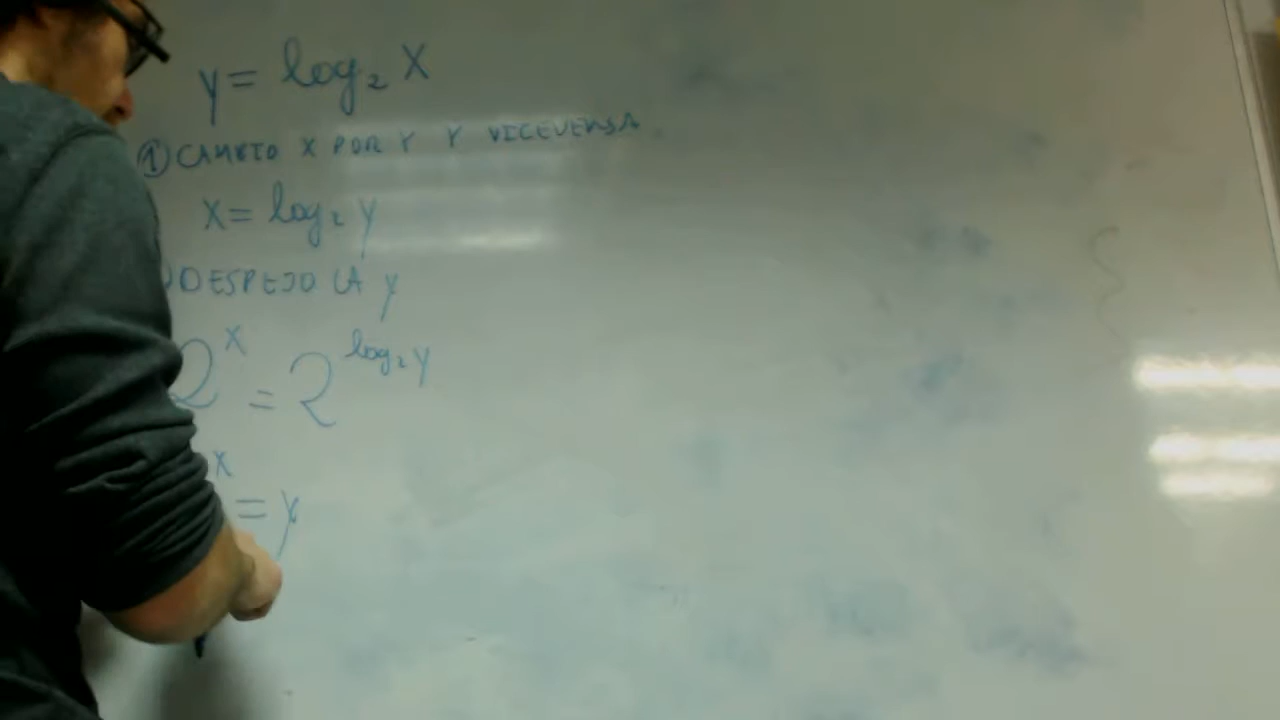 y = log₂ x
① CAMBIO X POR Y Y VICEVERSA
x = log₂ y
) DESPEJO LA y
2^x = 2^(log₂ y)
x = y